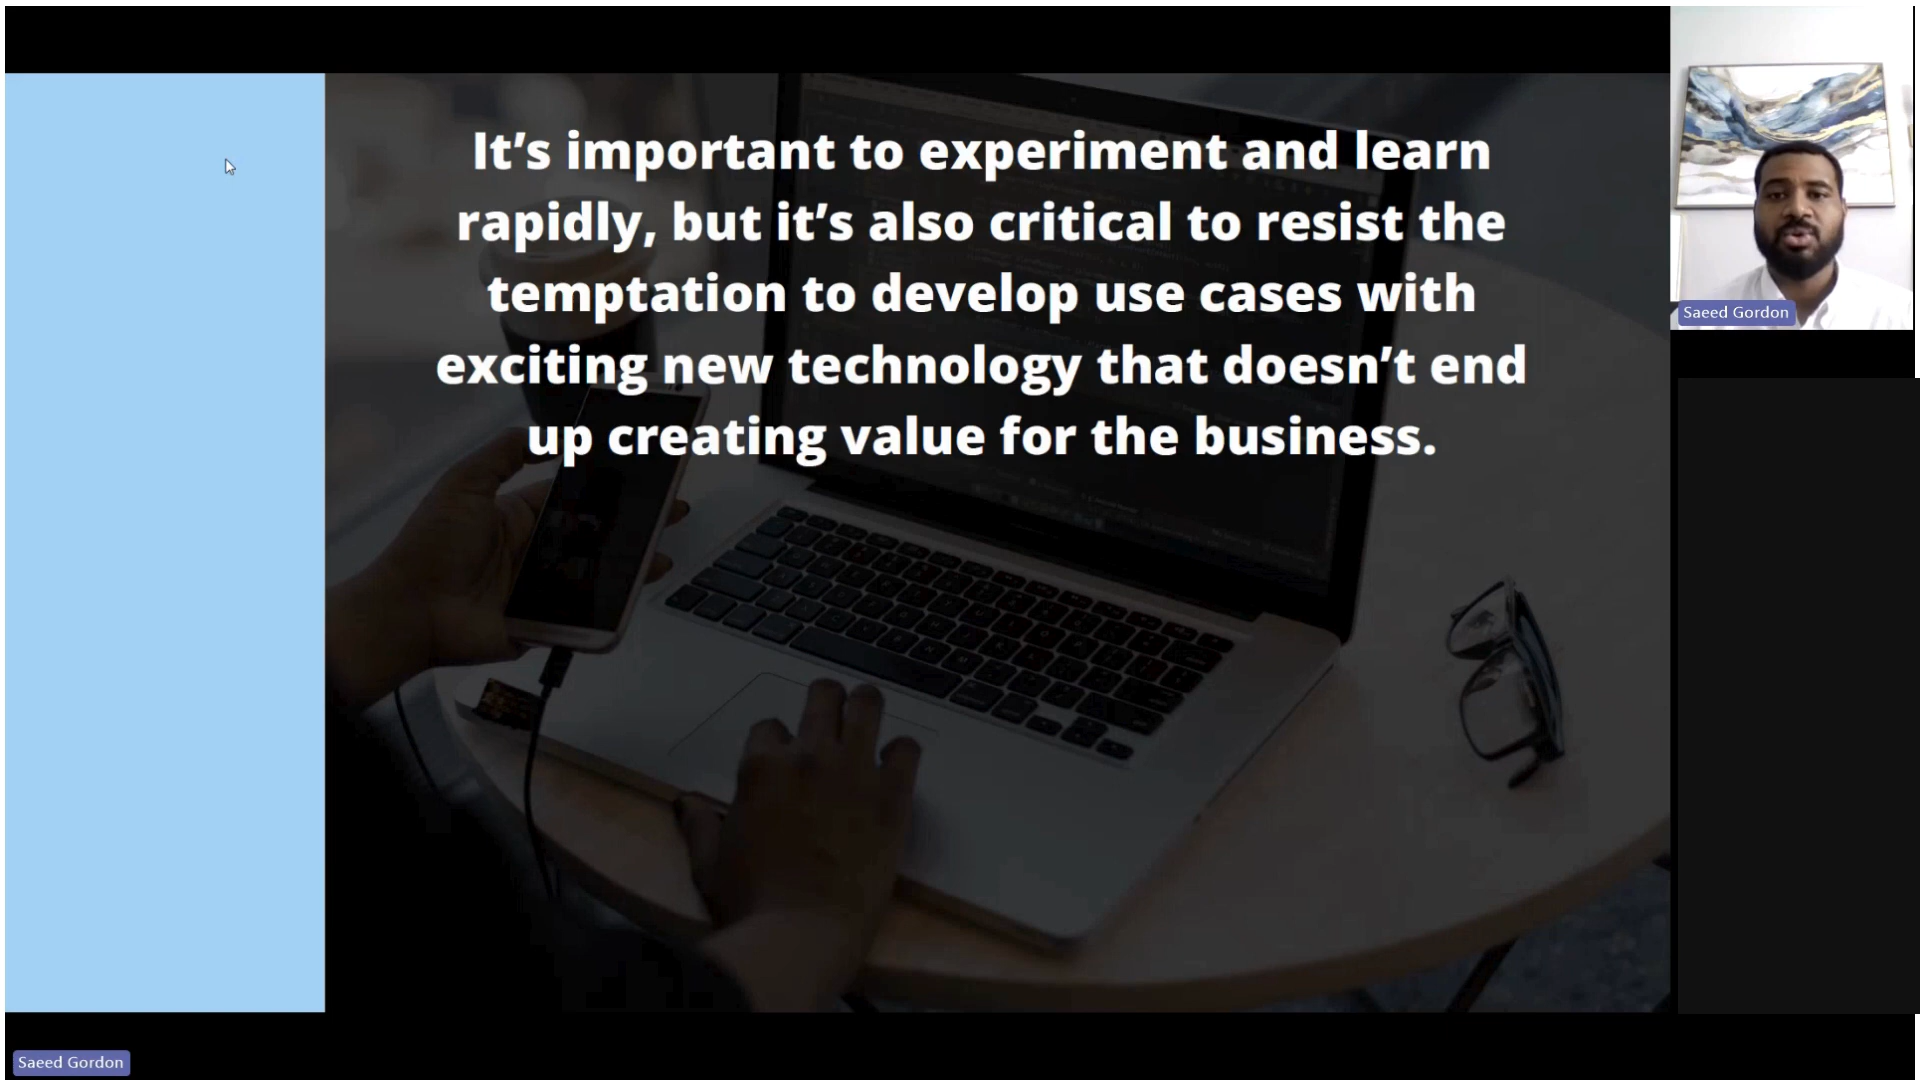 It’s important to experiment and learn
rapidly, but it’s also critical to resist the
temptation to develop use cases with
exciting new technology that doesn’t end
up creating value for the business.
Saeed Gordon
Saeed Gordon